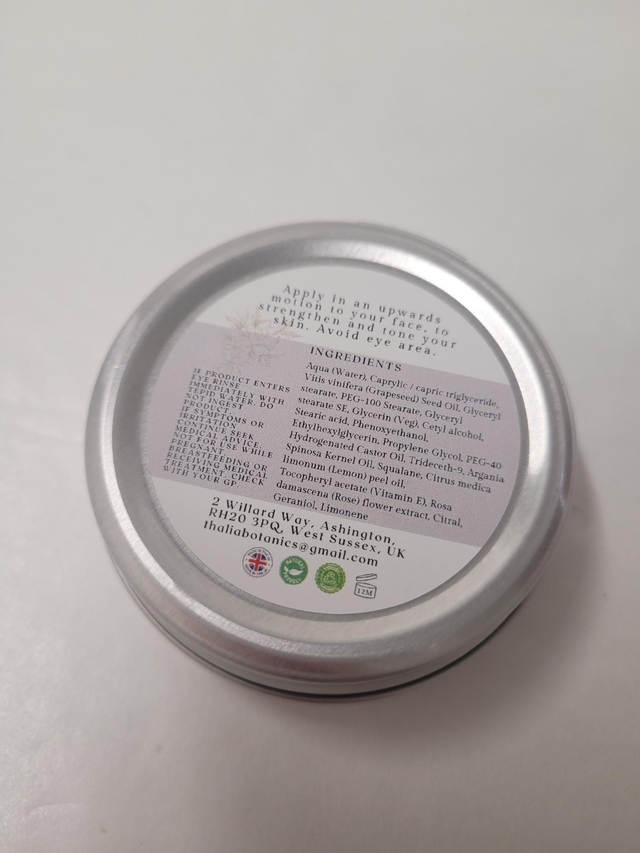 Apply in an upwards
motion to your face, to
strengthen and tone your
skin. Avoid eye area.
INGREDIENTS
Aqua (Water), Caprylic / capric triglyceride,
Vitis vinifera (Grapeseed) Seed Oil, Glyceryl
stearate, PEG-100 Stearate, Glyceryl
stearate SE, Glycerin (Veg), Cetyl alcohol,
Stearic acid, Phenoxyethanol,
Ethylhexylglycerin, Propylene Glycol, PEG-40
Hydrogenated Castor Oil, Trideceth-9, Argania
Spinosa Kernel Oil, Squalane, Citrus medica
limonum (Lemon) peel oil,
Tocopheryl acetate (Vitamin E), Rosa
damascena (Rose) flower extract, Citral,
Geraniol, Limonene
IF PRODUCT ENTERS
EYE RINSE
IMMEDIATELY WITH
TEPID WATER. DO
NOT INGEST
PRODUCT.
IF SYMPTOMS OR
IRRITATION
CONTINUE SEEK
MEDICAL ADVICE.
NOT FOR USE WHILE
PREGNANT,
BREASTFEEDING OR
RECEIVING MEDICAL
TREATMENT. CHECK
WITH YOUR GP.
2 Willard Way, Ashington,
RH20 3PQ, West Sussex, UK
thaliabotanics@gmail.com
NATURAL
PRODUCT
12M